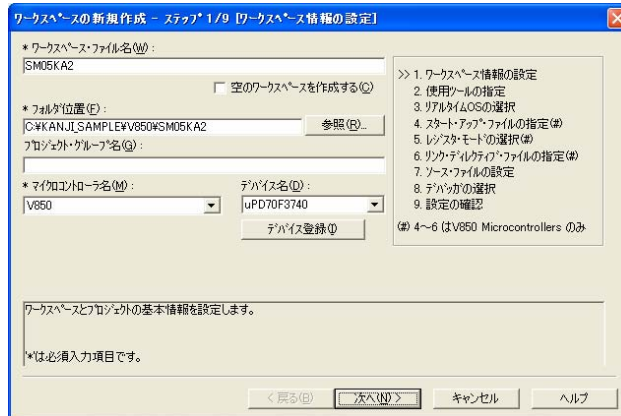 ワークスペースの新規作成 - ステップ 1/9 [ワークスペース情報の設定]
* ワークスペース・ファイル名(W) :
SM05KA2
空のワークスペースを作成する(C)
* フォルダ位置(F) :
C:¥KANJI_SAMPLE¥V850¥SM05KA2
参照(R)...
プロジェクト・グループ名(G) :
* マイクロコントローラ名(M) :
デバイス名(D) :
V850
uPD70F3740
デバイス登録(I)
>> 1. ワークスペース情報の設定
2. 使用ツールの指定
3. リアルタイムOSの選択
4. スタート・アップ・ファイルの指定(#)
5. レジスタ・モードの選択(#)
6. リンク・ディレクティブ・ファイルの指定(#)
7. ソース・ファイルの設定
8. デバッガの選択
9. 設定の確認
(#) 4～6 はV850 Microcontrollers のみ
ワークスペースとプロジェクトの基本情報を設定します。
'*'は必須入力項目です。
< 戻る(B)
次へ(N) >
キャンセル
ヘルプ